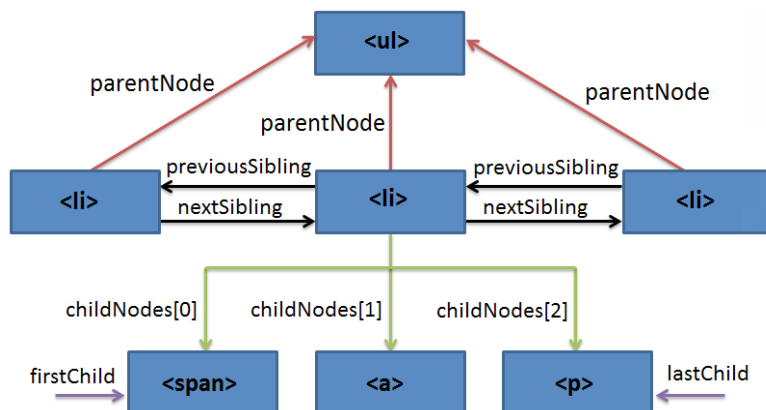 <ul>
parentNode
parentNode
parentNode
previousSibling
previousSibling
<li>
<li>
<li>
nextSibling
nextSibling
childNodes[0]
childNodes[1]
childNodes[2]
firstChild
<span>
<a>
<p>
lastChild